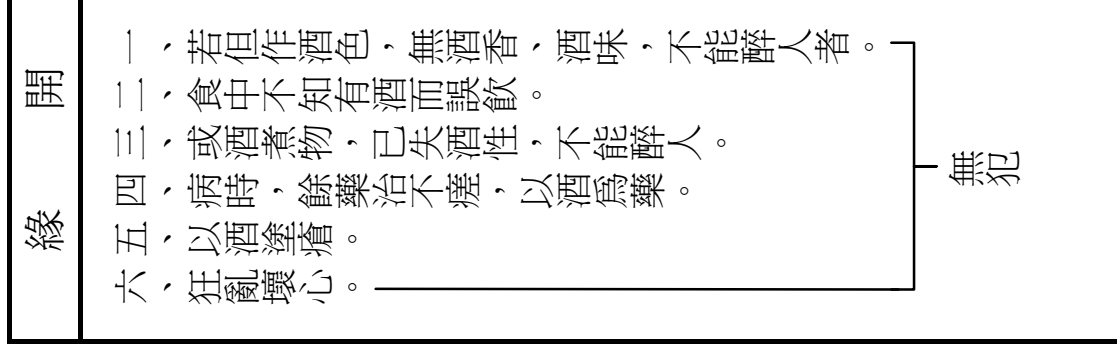 開緣
一、若但作酒色，無酒香、酒味，不能醉人者。
二、食中不知有酒而誤飲。
三、或酒煮物，已失酒性，不能醉人。
四、病時，餘藥治不瘥，以酒爲藥。
五、以酒塗瘡。
六、狂亂壞心。
無犯